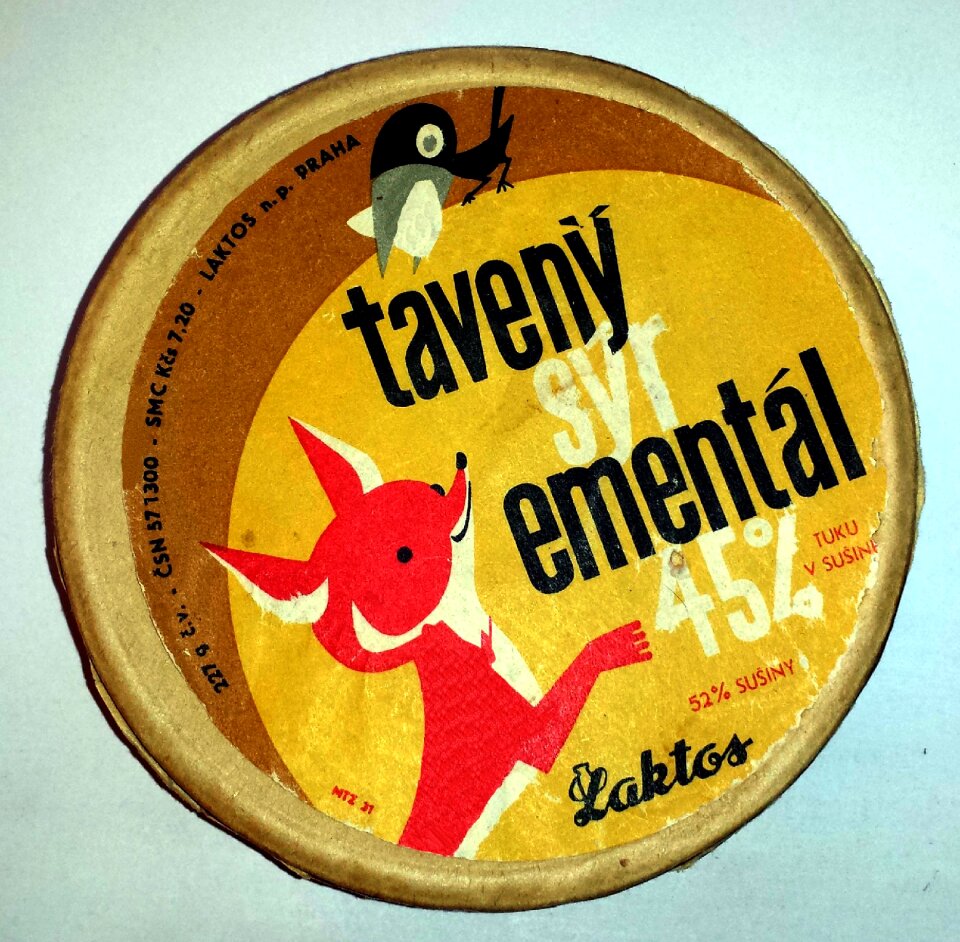 227 g č.v. • ČSN 57 1300 - SMC Kčs 7,20 - LAKTOS n.p. PRAHA
tavený
sýr
ementál
45%
TUKU
V SUŠINĚ
52% SUŠINY
Laktos
MTZ 31